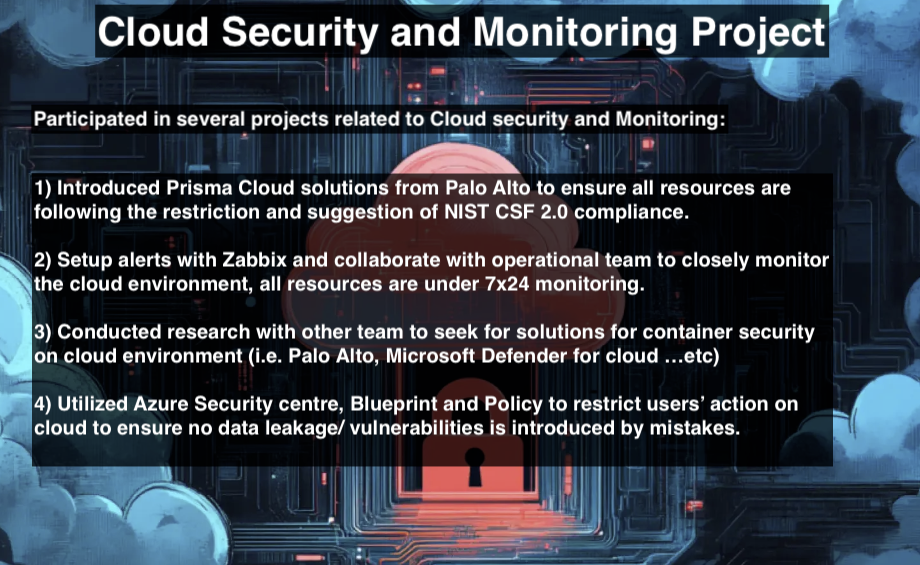 Cloud Security and Monitoring Project
Participated in several projects related to Cloud security and Monitoring:
1) Introduced Prisma Cloud solutions from Palo Alto to ensure all resources are
following the restriction and suggestion of NIST CSF 2.0 compliance.
2) Setup alerts with Zabbix and collaborate with operational team to closely monitor
the cloud environment, all resources are under 7x24 monitoring.
3) Conducted research with other team to seek for solutions for container security
on cloud environment (i.e. Palo Alto, Microsoft Defender for cloud ...etc)
4) Utilized Azure Security centre, Blueprint and Policy to restrict users’ action on
cloud to ensure no data leakage/ vulnerabilities is introduced by mistakes.